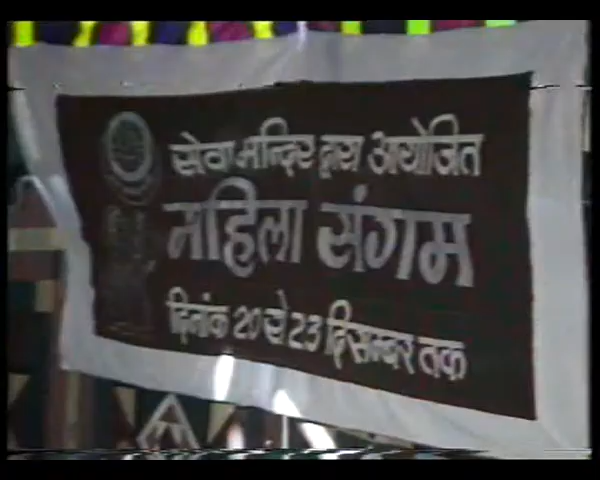 सेवा मन्दिर द्वारा आयोजित
महिला संगम
दिनांक 20 से 23 दिसम्बर तक